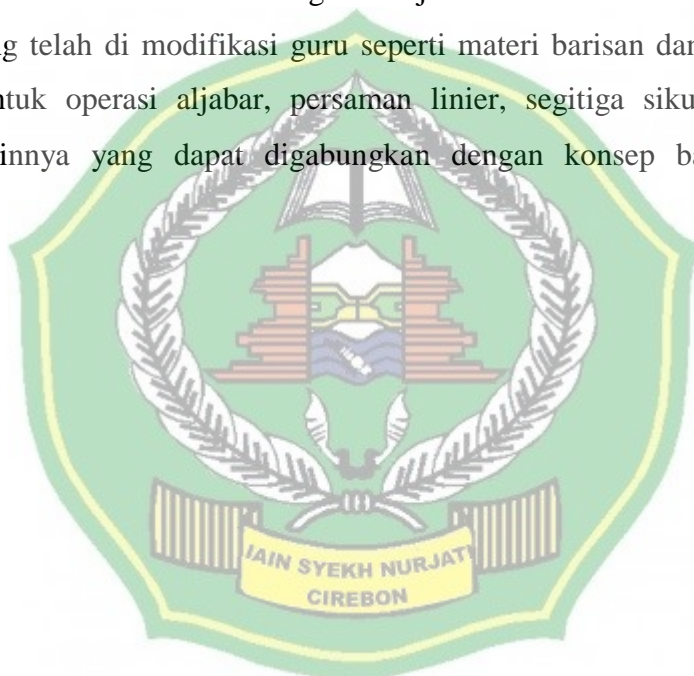 g telah di modifikasi guru seperti materi barisan dan
ntuk operasi aljabar, persaman linier, segitiga siku
innya yang dapat digabungkan dengan konsep ba
IAIN SYEKH NURJATI
CIREBON